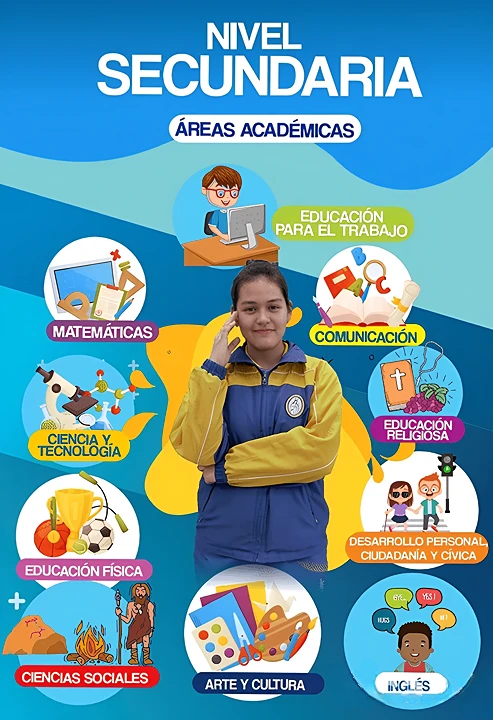 NIVEL
SECUNDARIA
ÁREAS ACADÉMICAS
EDUCACIÓN
PARA EL TRABAJO
MATEMÁTICAS
COMUNICACIÓN
CIENCIA Y
TECNOLOGÍA
EDUCACIÓN
RELIGIOSA
EDUCACIÓN FÍSICA
DESARROLLO PERSONAL,
CIUDADANÍA Y CÍVICA
CIENCIAS SOCIALES
ARTE Y CULTURA
YES!
INGLÉS